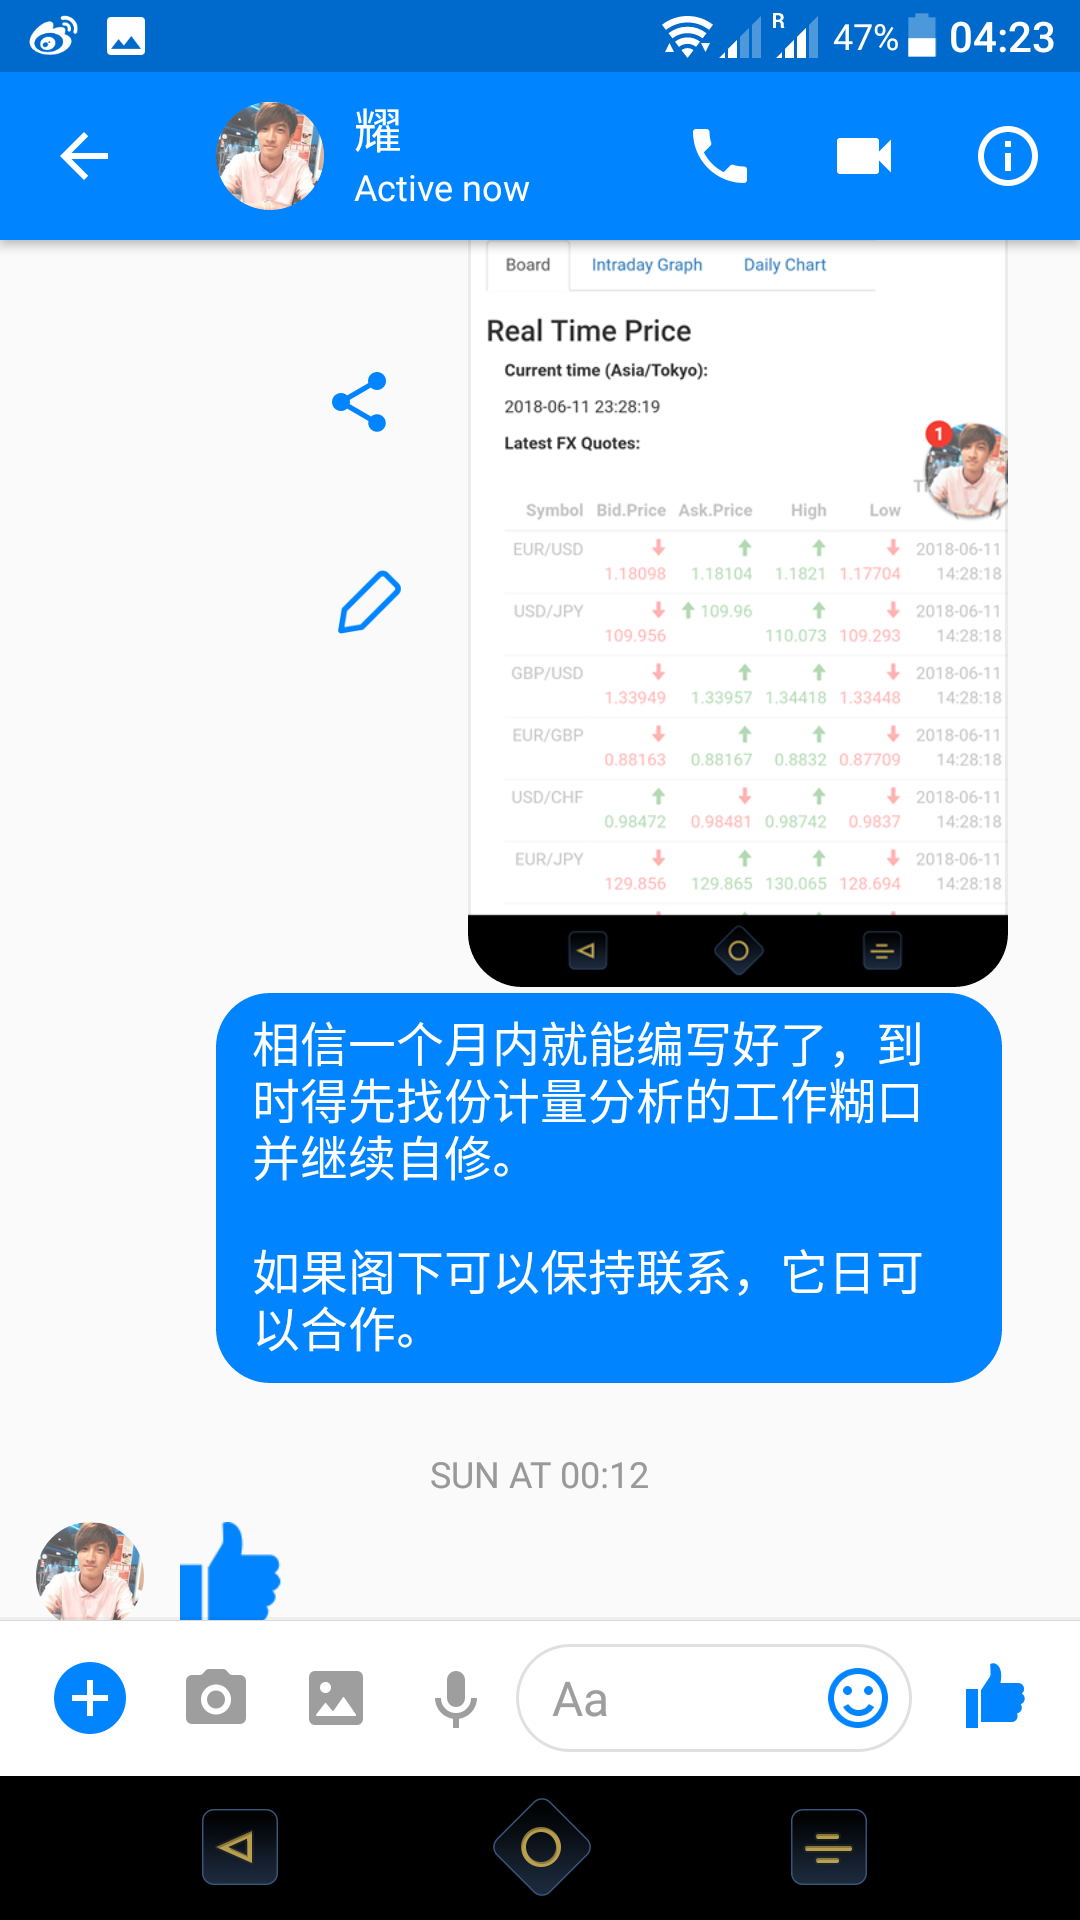 R 47% 04:23
耀
Active now
Board Intraday Graph Daily Chart
Real Time Price
Current time (Asia/Tokyo):
2018-06-11 23:28:19
Latest FX Quotes:
1
Symbol Bid.Price Ask.Price High Low
EUR/USD 2018-06-11
1.18098 1.18104 1.1821 1.17704 14:28:18
USD/JPY 109.96 2018-06-11
109.956 110.073 109.293 14:28:18
GBP/USD 2018-06-11
1.33949 1.33957 1.34418 1.33448 14:28:18
EUR/GBP 2018-06-11
0.88163 0.88167 0.8832 0.87709 14:28:18
USD/CHF 2018-06-11
0.98472 0.98481 0.98742 0.9837 14:28:18
EUR/JPY 2018-06-11
129.856 129.865 130.065 128.694 14:28:18
相信一个月内就能编写好了，到
时得先找份计量分析的工作糊口
并继续自修。
如果阁下可以保持联系，它日可
以合作。
SUN AT 00:12
Aa